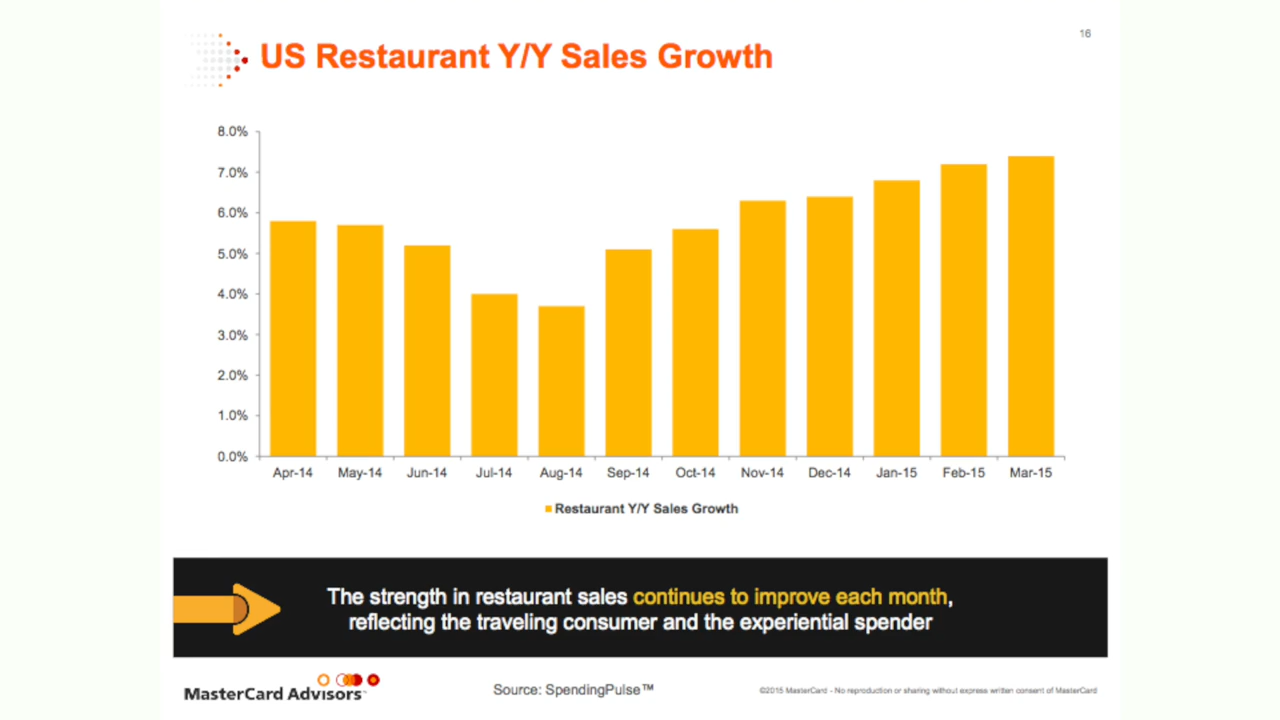 16
US Restaurant Y/Y Sales Growth
8.0%
7.0%
6.0%
5.0%
4.0%
3.0%
2.0%
1.0%
0.0%
Apr-14 May-14 Jun-14 Jul-14 Aug-14 Sep-14 Oct-14 Nov-14 Dec-14 Jan-15 Feb-15 Mar-15
Restaurant Y/Y Sales Growth
The strength in restaurant sales continues to improve each month,
reflecting the traveling consumer and the experiential spender
MasterCard Advisors
Source: SpendingPulse™
©2015 MasterCard - No reproduction or sharing without express written consent of MasterCard